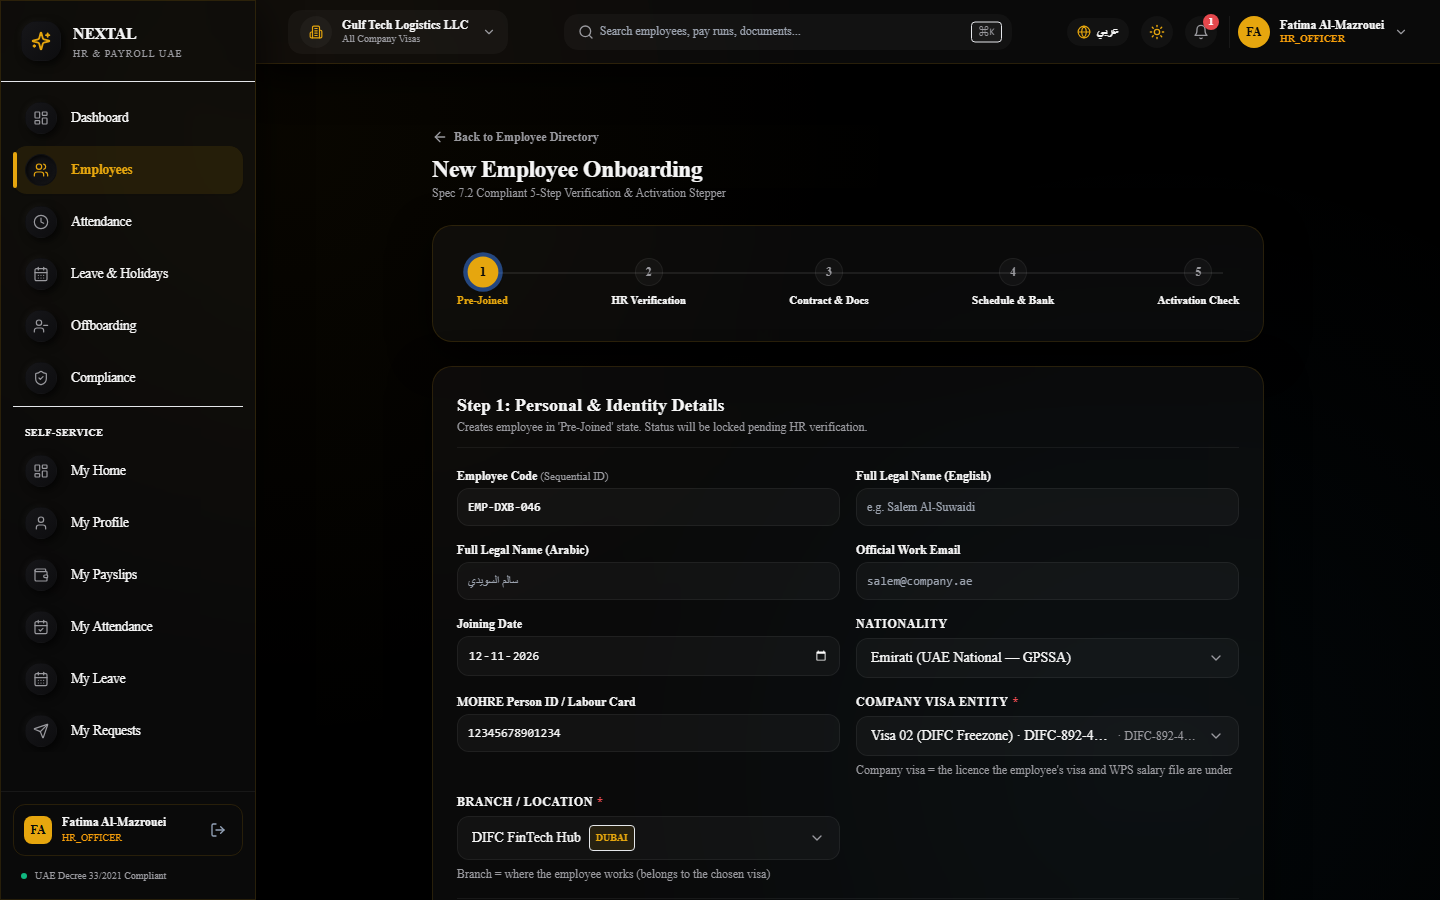 NEXTAL
HR & PAYROLL UAE
Dashboard
Employees
Attendance
Leave & Holidays
Offboarding
Compliance
SELF-SERVICE
My Home
My Profile
My Payslips
My Attendance
My Leave
My Requests
FA
Fatima Al-Mazrouei
HR_OFFICER
UAE Decree 33/2021 Compliant
Gulf Tech Logistics LLC
All Company Visas
Search employees, pay runs, documents...
⌘K
عربي
1
FA
Fatima Al-Mazrouei
HR_OFFICER
Back to Employee Directory
New Employee Onboarding
Spec 7.2 Compliant 5-Step Verification & Activation Stepper
1 2 3 4 5
Pre-Joined HR Verification Contract & Docs Schedule & Bank Activation Check
Step 1: Personal & Identity Details
Creates employee in 'Pre-Joined' state. Status will be locked pending HR verification.
Employee Code (Sequential ID)
EMP-DXB-046
Full Legal Name (English)
e.g. Salem Al-Suwaidi
Full Legal Name (Arabic)
سالم السويدي
Official Work Email
salem@company.ae
Joining Date
12-11-2026
NATIONALITY
Emirati (UAE National — GPSSA)
MOHRE Person ID / Labour Card
12345678901234
COMPANY VISA ENTITY *
Visa 02 (DIFC Freezone) · DIFC-892-4... · DIFC-892-4...
Company visa = the licence the employee's visa and WPS salary file are under
BRANCH / LOCATION *
DIFC FinTech Hub DUBAI
Branch = where the employee works (belongs to the chosen visa)